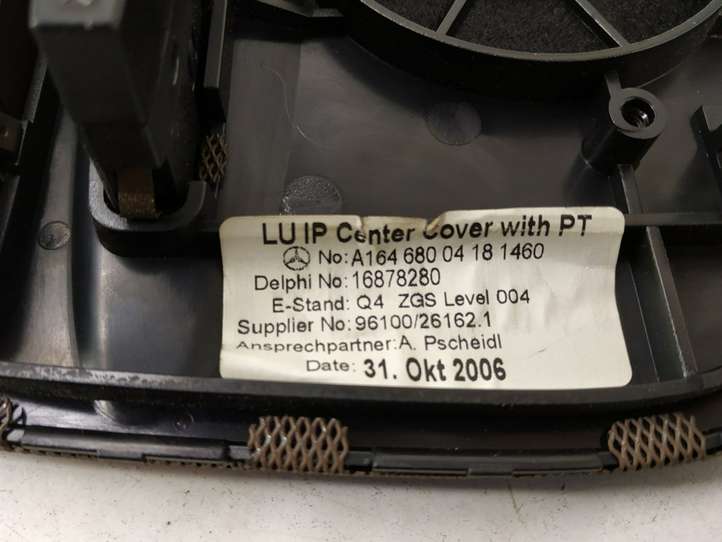 LU IP Center Cover with PT
No: A164 680 04 18 1460
Delphi No: 16878280
E-Stand: Q4 ZGS Level 004
Supplier No: 96100/26162.1
Ansprechpartner: A. Pscheidl
Date: 31. Okt 2006